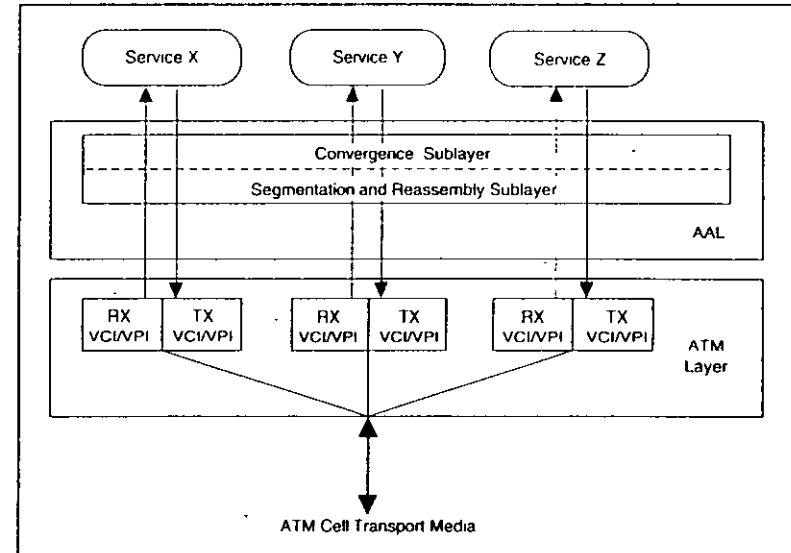 Service X
Service Y
Service Z
Convergence Sublayer
Segmentation and Reassembly Sublayer
AAL
RX
VCI/VPI
TX
VCI/VPI
RX
VCI/VPI
TX
VCI/VPI
RX
VCI/VPI
TX
VCI/VPI
ATM
Layer
ATM Cell Transport Media